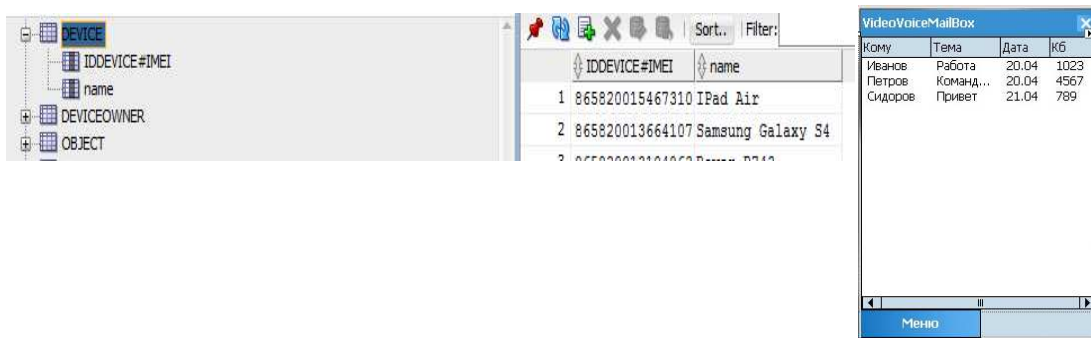 DEVICE
IDDEVICE#IMEI
name
DEVICEOWNER
OBJECT
Sort.. Filter:
IDDEVICE#IMEI name
1 865820015467310 IPad Air
2 865820013664107 Samsung Galaxy S4
VideoVoiceMailBox
Кому Тема Дата Кб
Иванов Работа 20.04 1023
Петров Команд... 20.04 4567
Сидоров Привет 21.04 789
Меню